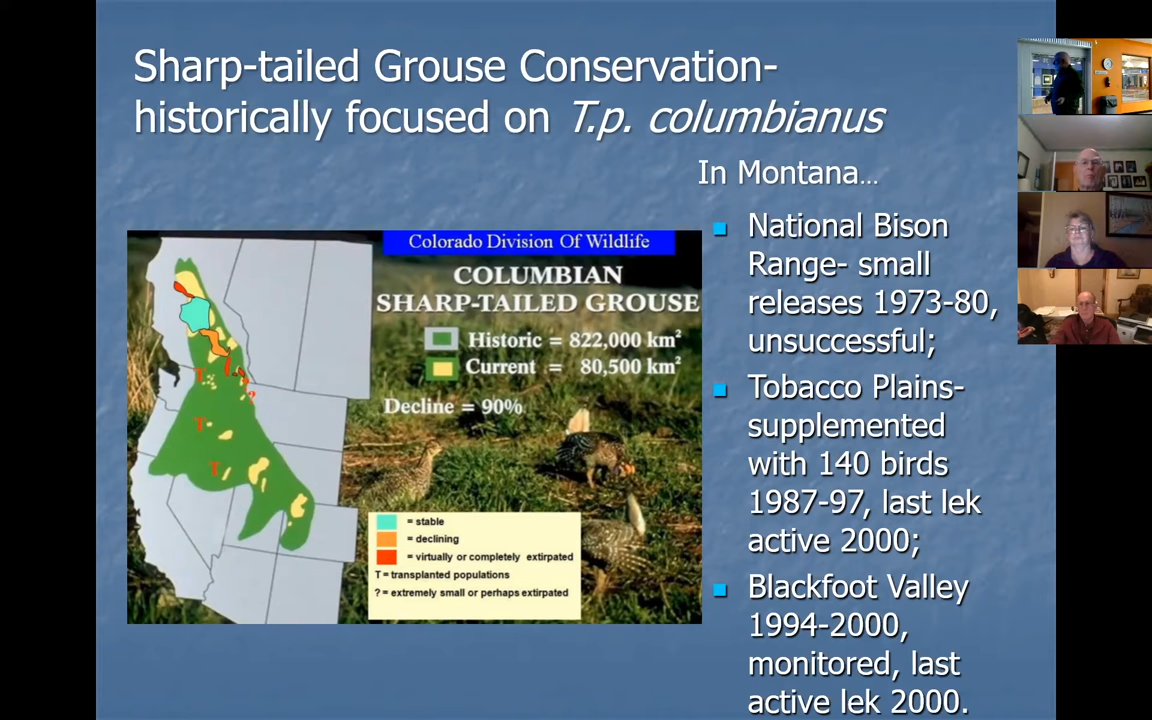 Sharp-tailed Grouse Conservation-
historically focused on T.p. columbianus
In Montana...
Colorado Division Of Wildlife
COLUMBIAN
SHARP-TAILED GROUSE
Historic = 822,000 km²
Current = 80,500 km²
Decline = 90%
T
?
T
T
= stable
= declining
= virtually or completely extirpated
T = transplanted populations
? = extremely small or perhaps extirpated
National Bison
Range- small
releases 1973-80,
unsuccessful;
Tobacco Plains-
supplemented
with 140 birds
1987-97, last lek
active 2000;
Blackfoot Valley
1994-2000,
monitored, last
active lek 2000.